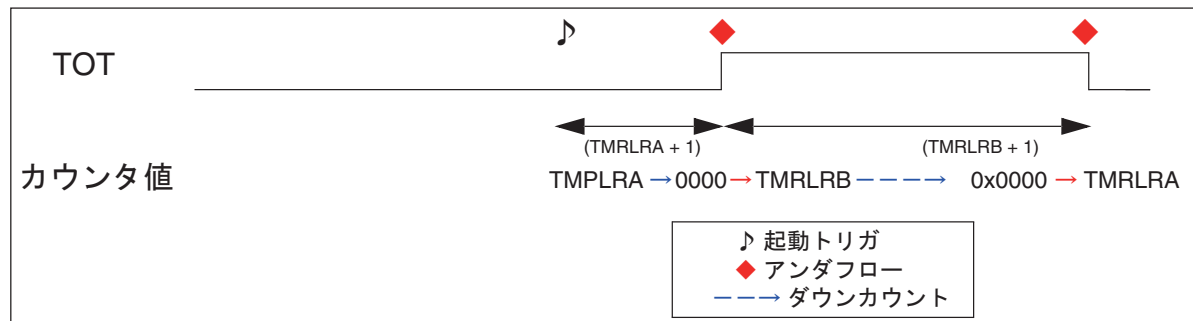 TOT
(TMRLRA + 1) (TMRLRB + 1)
カウンタ値 TMPLRA → 0000 → TMRLRB −−−−→ 0x0000 → TMRLRA
♪ 起動トリガ
◆ アンダフロー
−−−→ ダウンカウント